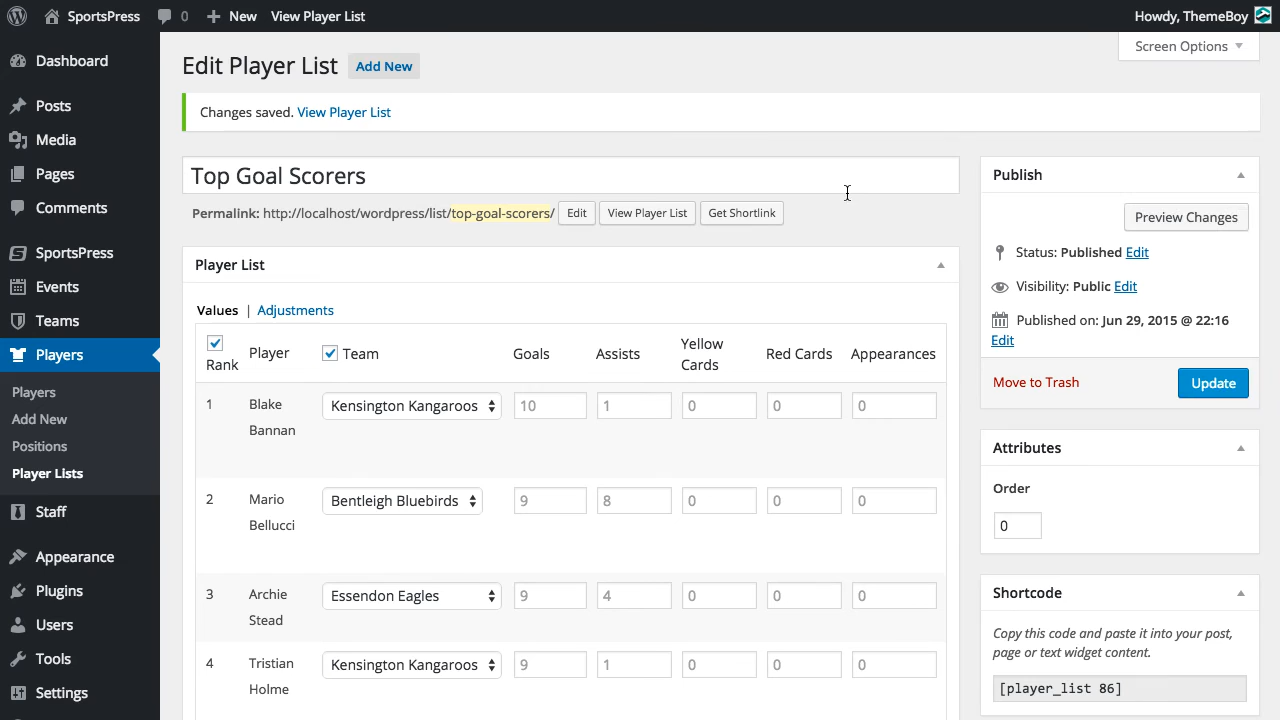 SportsPress 0 New View Player List Howdy, ThemeBoy
Screen Options
Dashboard
Posts
Media
Pages
Comments
SportsPress
Events
Teams
Players
Players
Add New
Positions
Player Lists
Staff
Appearance
Plugins
Users
Tools
Settings
Edit Player List Add New
Changes saved. View Player List
Top Goal Scorers
Permalink: http://localhost/wordpress/list/top-goal-scorers/ Edit View Player List Get Shortlink
Player List
Values | Adjustments
Rank Player Team Goals Assists Yellow Cards Red Cards Appearances
1 Blake Bannan Kensington Kangaroos 10 1 0 0 0
2 Mario Bellucci Bentleigh Bluebirds 9 8 0 0 0
3 Archie Stead Essendon Eagles 9 4 0 0 0
4 Tristian Holme Kensington Kangaroos 9 1 0 0 0
Publish
Preview Changes
Status: Published Edit
Visibility: Public Edit
Published on: Jun 29, 2015 @ 22:16
Edit
Move to Trash Update
Attributes
Order
0
Shortcode
Copy this code and paste it into your post,
page or text widget content.
[player_list 86]